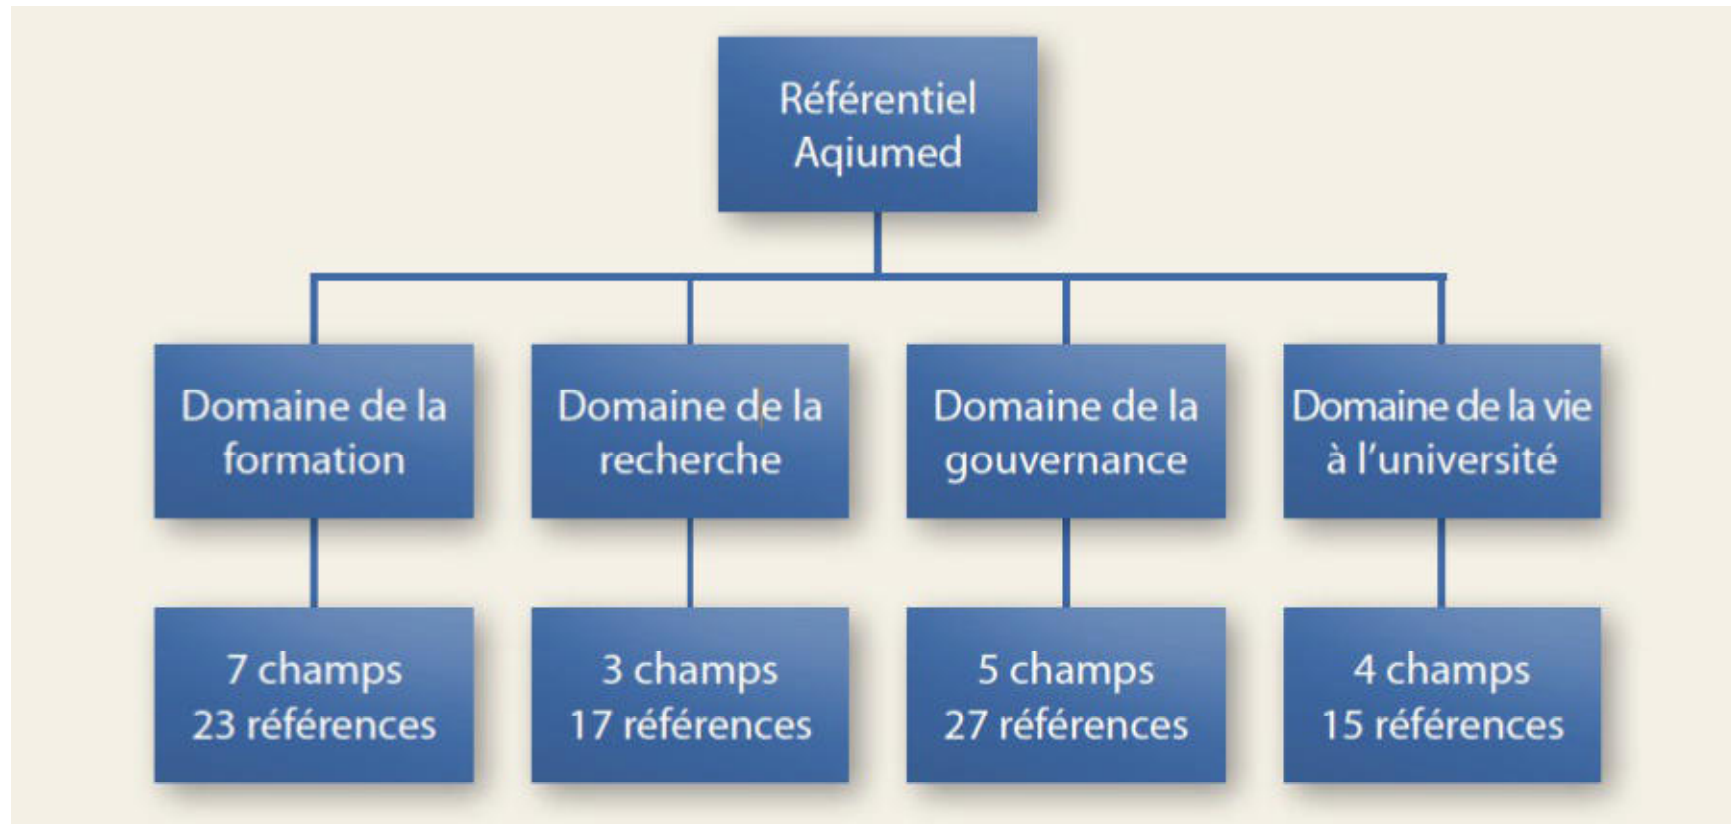 Référentiel
Aqiumed
Domaine de la
formation
Domaine de la
recherche
Domaine de la
gouvernance
Domaine de la vie
à l’université
7 champs
23 références
3 champs
17 références
5 champs
27 références
4 champs
15 références